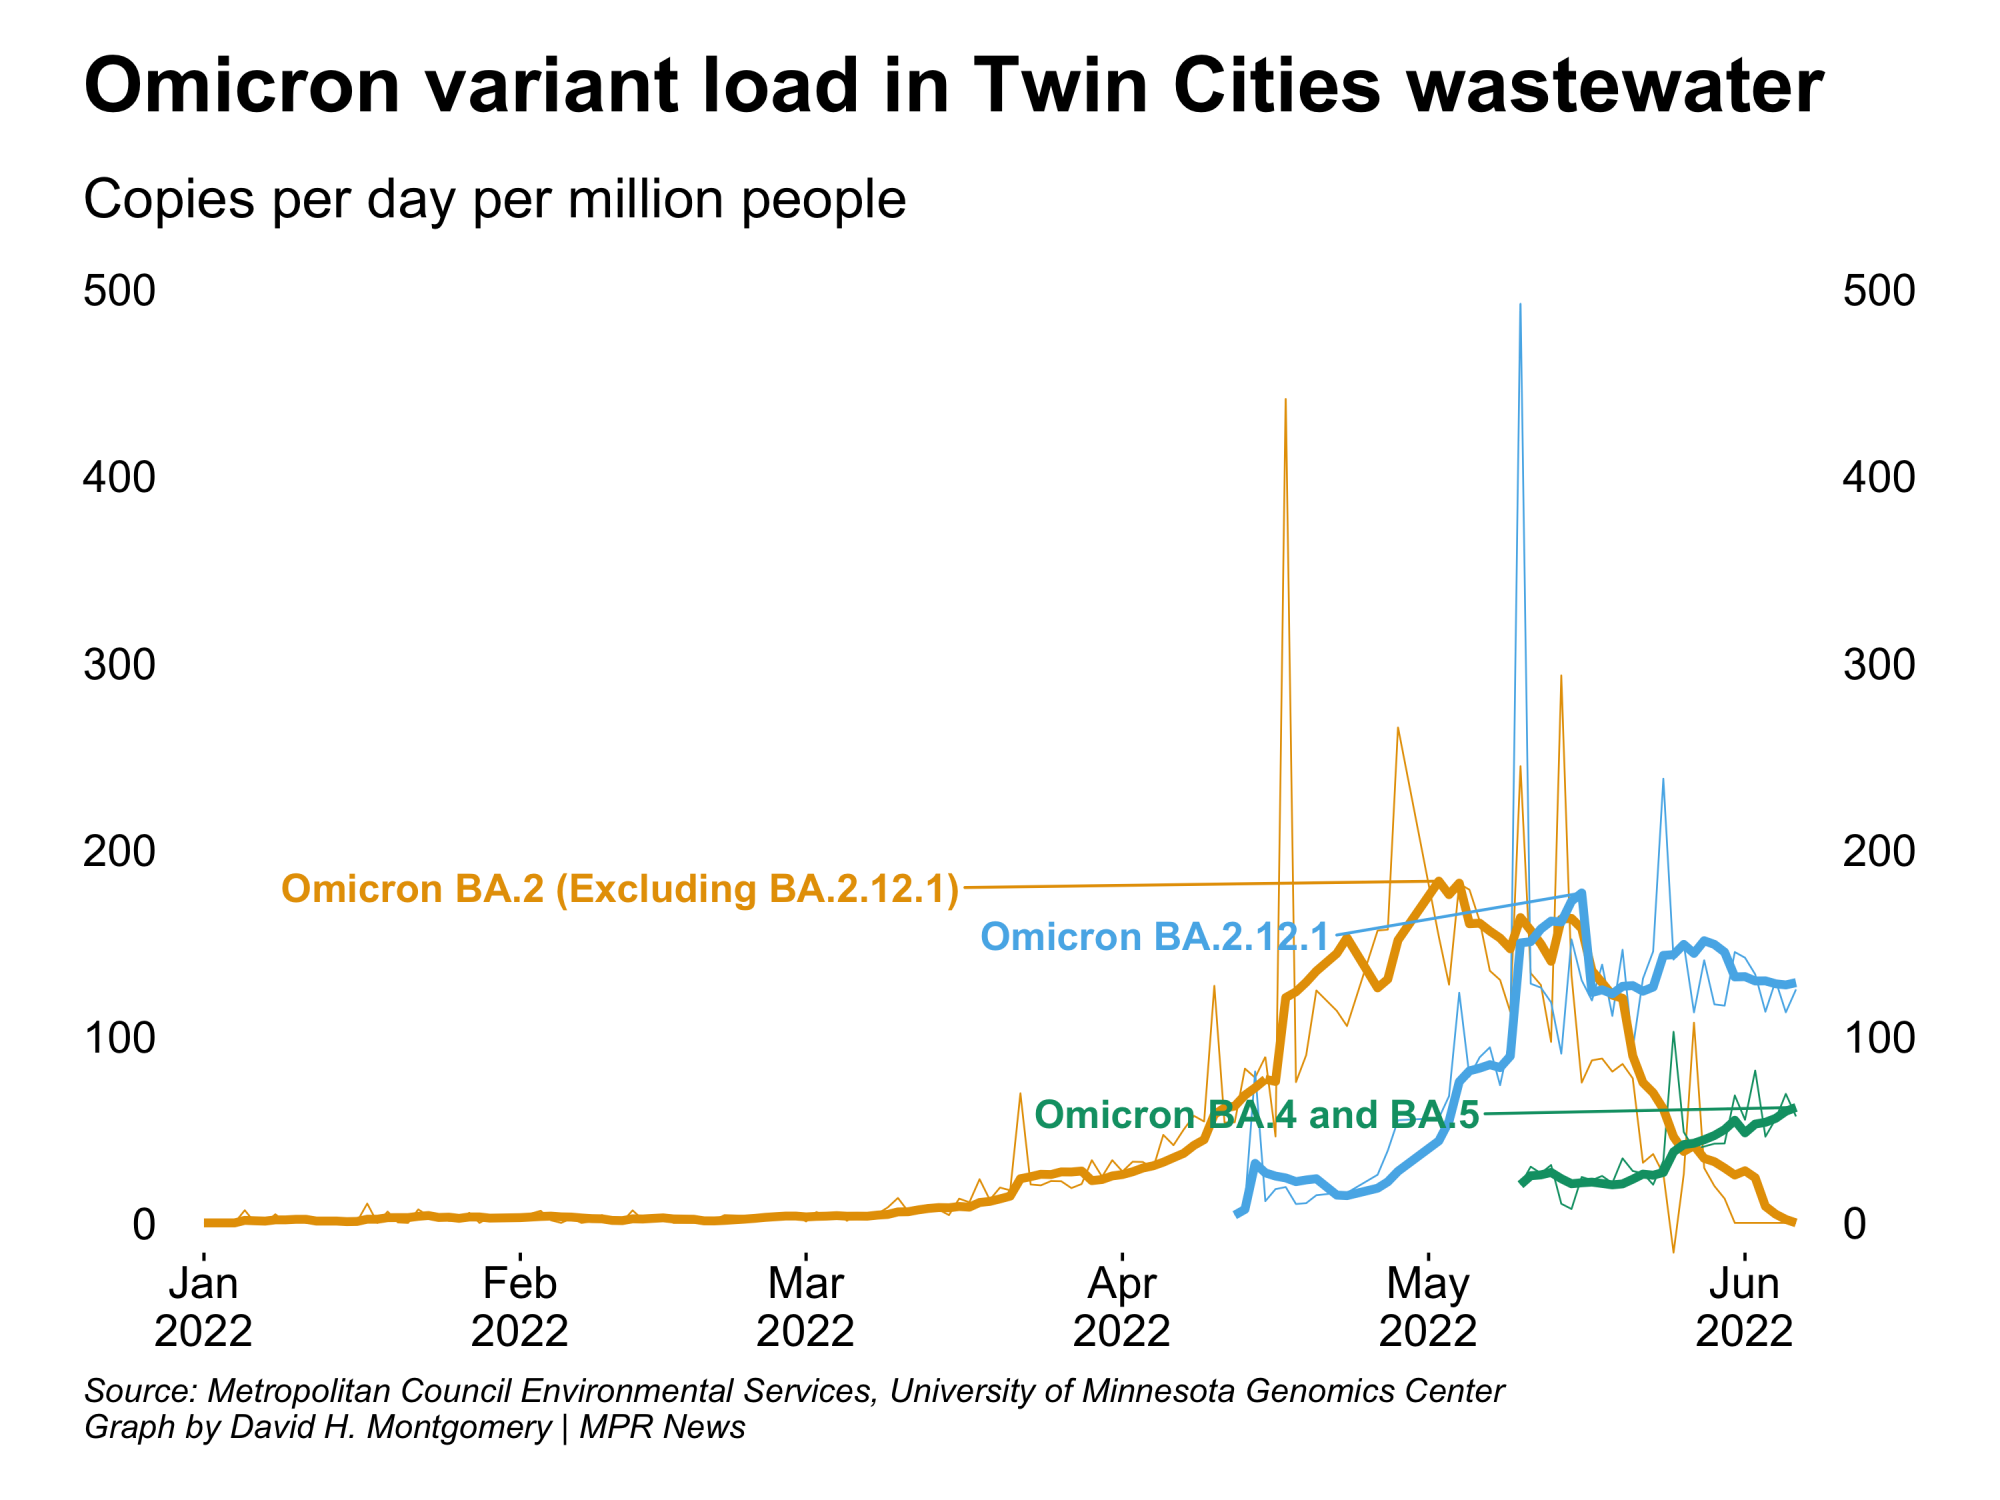 Omicron variant load in Twin Cities wastewater
Copies per day per million people
500 500
400 400
300 300
200 200
Omicron BA.2 (Excluding BA.2.12.1)
Omicron BA.2.12.1
100 100
Omicron BA.4 and BA.5
0 0
Jan Feb Mar Apr May Jun
2022 2022 2022 2022 2022 2022
Source: Metropolitan Council Environmental Services, University of Minnesota Genomics Center
Graph by David H. Montgomery | MPR News